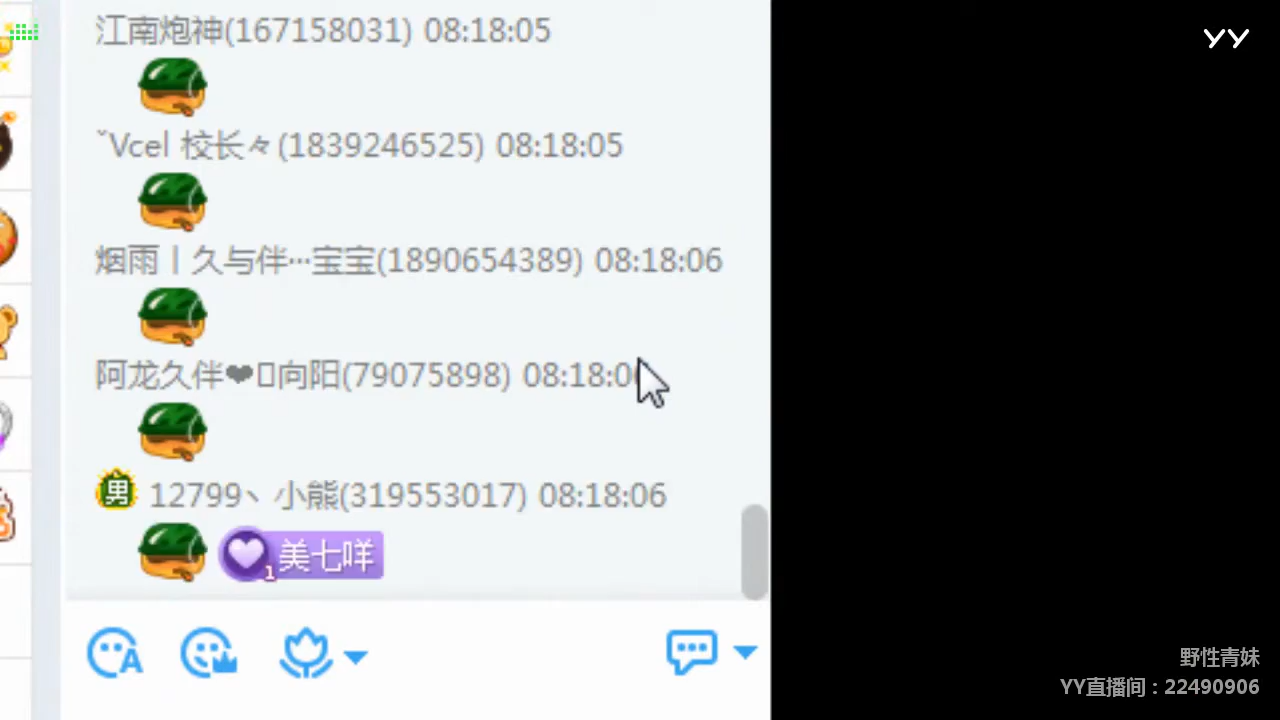 江南炮神(167158031) 08:18:05
YY
ˇVcel 校长々(1839246525) 08:18:05
烟雨丨久与伴···宝宝(1890654389) 08:18:06
阿龙久伴❤向阳(79075898) 08:18:0
男 12799丶小熊(319553017) 08:18:06
1 美七咩
A
野性青妹
YY直播间：22490906